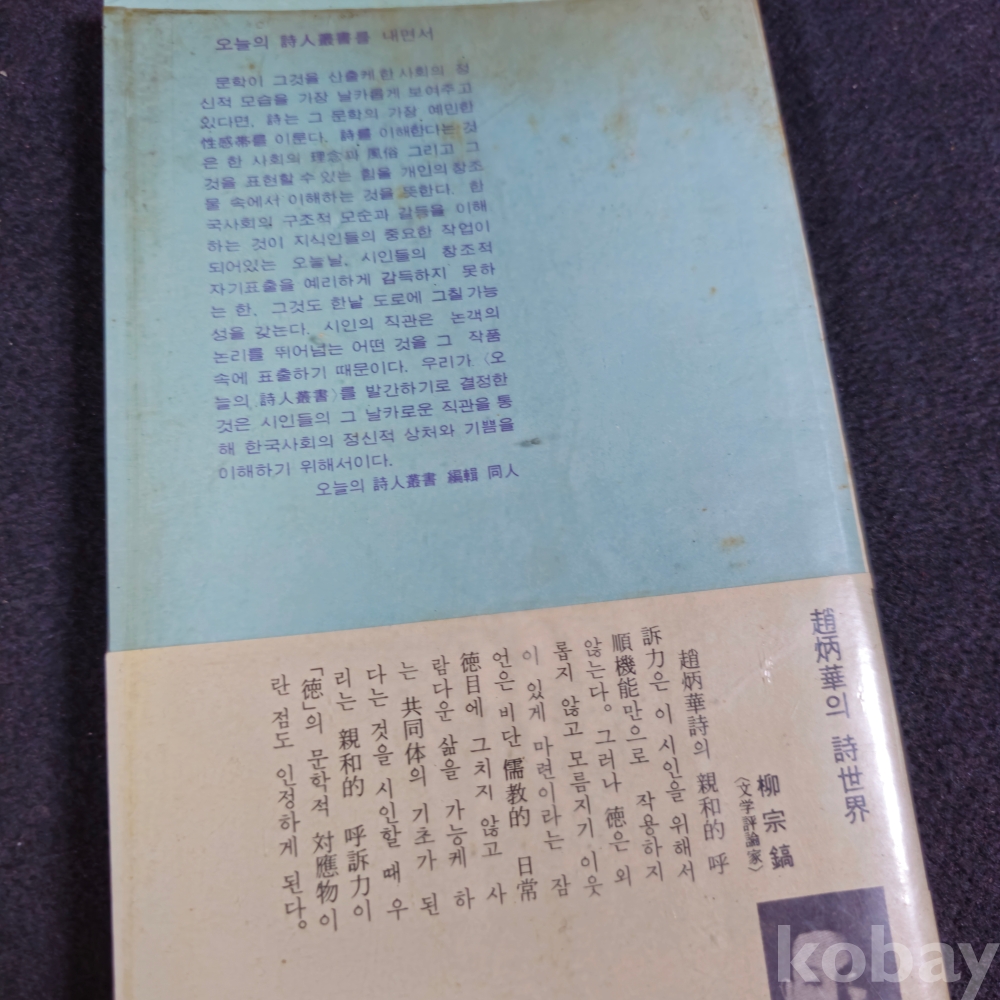 오늘의 詩人叢書를 내면서
문학이 그것을 산출케 한 사회의 정
신적 모습을 가장 날카롭게 보여주고
있다면, 詩는 그 문학의 가장 예민한
性感帶를 이룬다. 詩를 이해한다는 것
은 한 사회의 理念과 風俗 그리고 그
것을 표현할 수 있는 힘을 개인의 창조
물 속에서 이해하는 것을 뜻한다. 한
국사회의 구조적 모순과 갈등을 이해
하는 것이 지식인들의 중요한 작업이
되어있는 오늘날, 시인들의 창조적
자기표출을 예리하게 감득하지 못하
는 한, 그것도 한낱 도로에 그칠 가능
성을 갖는다. 시인의 직관은 논객의
논리를 뛰어넘는 어떤 것을 그 작품
속에 표출하기 때문이다. 우리가 〈오
늘의 詩人叢書〉를 발간하기로 결정한
것은 시인들의 그 날카로운 직관을 통
해 한국사회의 정신적 상처와 기쁨을
이해하기 위해서이다.
오늘의 詩人叢書 編輯 同人
趙炳華의 詩世界
柳宗鎬
〈文学評論家〉
趙炳華詩의 親和的 呼
訴力은 이 시인을 위해서
順機能만으로 작용하지
않는다。그러나 德은 외
롭지 않고 모름지기 이웃
이 있게 마련이라는 잠
언은 비단 儒教的 日常
德目에 그치지 않고 사
람다운 삶을 가능케 하
는 共同体의 기초가 된
다는 것을 시인할 때 우
리는 親和的 呼訴力이
「徳」의 문학적 対應物이
란 점도 인정하게 된다。
kobay